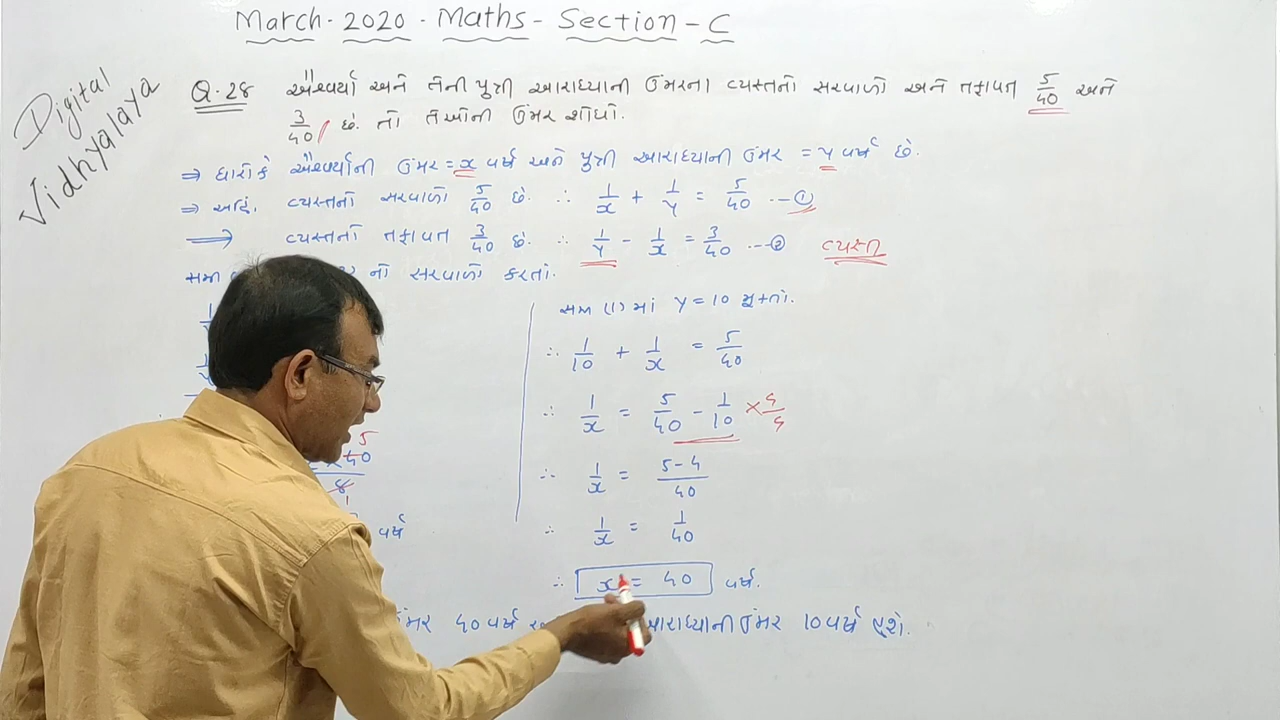 March - 2020 - Maths - Section - C
Digital
Vidhyalaya
Q.28 ઐશ્વર્યા અને તેની પુત્રી આરાધ્યાની ઉંમરના વ્યસ્તનો સરવાળો અને તફાવત 5/40 અને
3/40 છે. તો તેઓની ઉંમર શોધો.
⇒ ધારો કે ઐશ્વર્યાની ઉંમર = x વર્ષ અને પુત્રી આરાધ્યાની ઉંમર = y વર્ષ છે.
⇒ અહિં, વ્યસ્તનો સરવાળો 5/40 છે. ∴ 1/x + 1/y = 5/40 --- ①
⇒ વ્યસ્તનો તફાવત 3/40 છે. ∴ 1/y - 1/x = 3/40 --- ② વ્યસ્ત
નો સરવાળો કરતાં.
5
40
8
1
વર્ષ
સમી (1) માં y = 10 મૂકતાં.
∴ 1/10 + 1/x = 5/40
∴ 1/x = 5/40 - 1/10 × 4/4
∴ 1/x = 5-4/40
∴ 1/x = 1/40
∴ x = 40 વર્ષ.
ઉંમર 40 વર્ષ આરાધ્યાની ઉંમર 10 વર્ષ હશે.